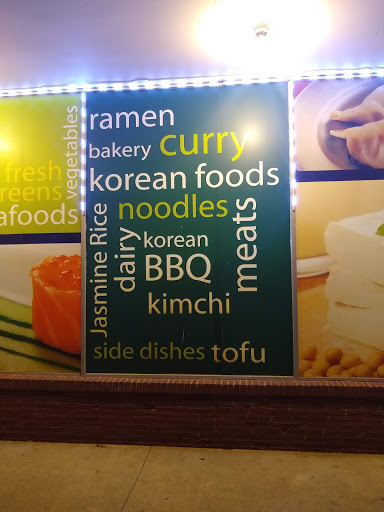 vegetables
fresh
greens
afoods
ramen
bakery curry
korean foods
Jasmine Rice
noodles
dairy
korean
BBQ
meats
kimchi
side dishes tofu